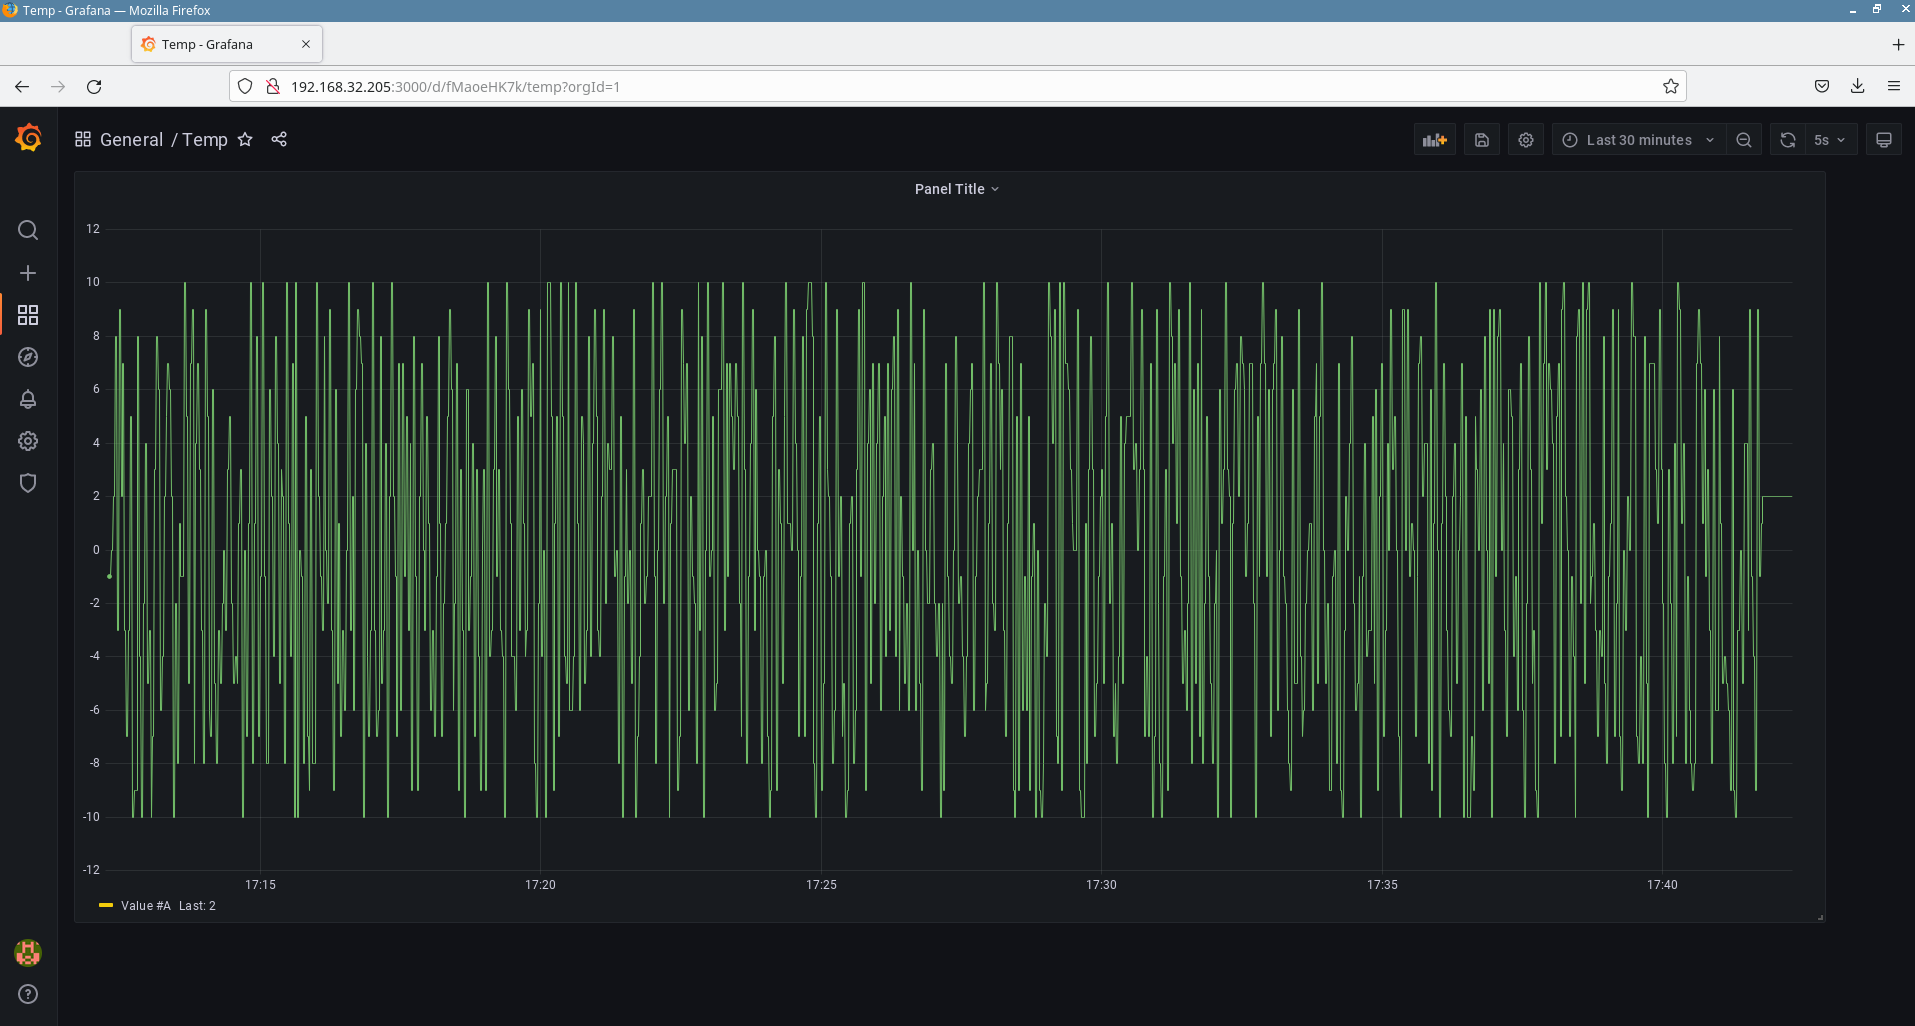 Temp - Grafana — Mozilla Firefox
Temp - Grafana
192.168.32.205:3000/d/fMaoeHK7k/temp?orgId=1
General / Temp
Last 30 minutes
5s
Panel Title
12
10
8
6
4
2
0
-2
-4
-6
-8
-10
-12
17:15 17:20 17:25 17:30 17:35 17:40
Value #A Last: 2